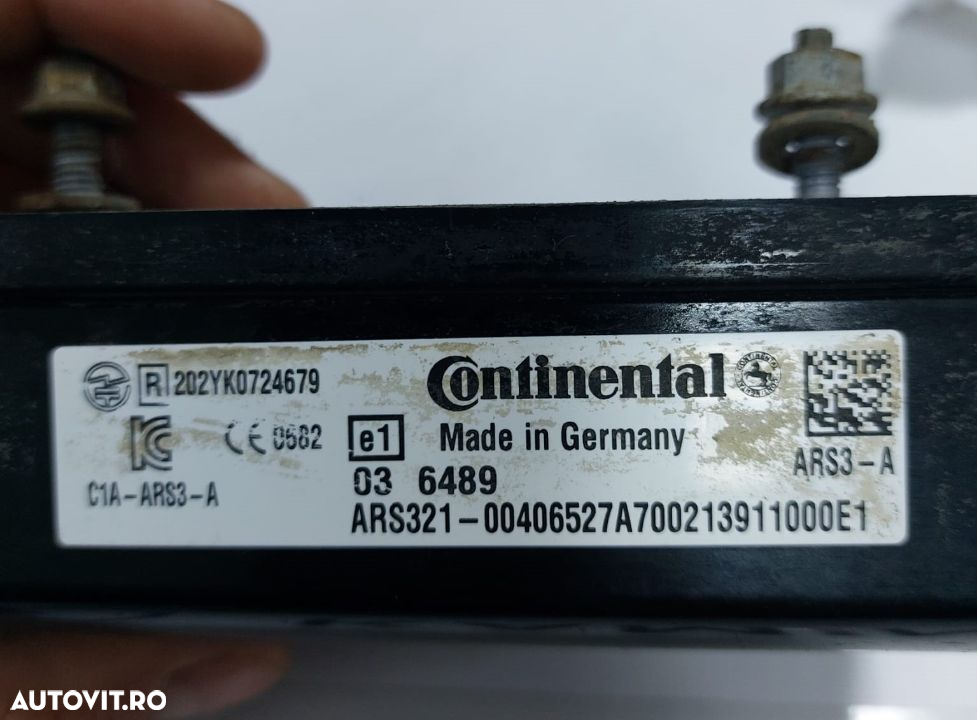 R 202YK0724679
Continental
CE 0682
e1
Made in Germany
ARS3-A
C1A-ARS3-A
03 6489
ARS321-00406527A700213911000E1
AUTOVIT.RO